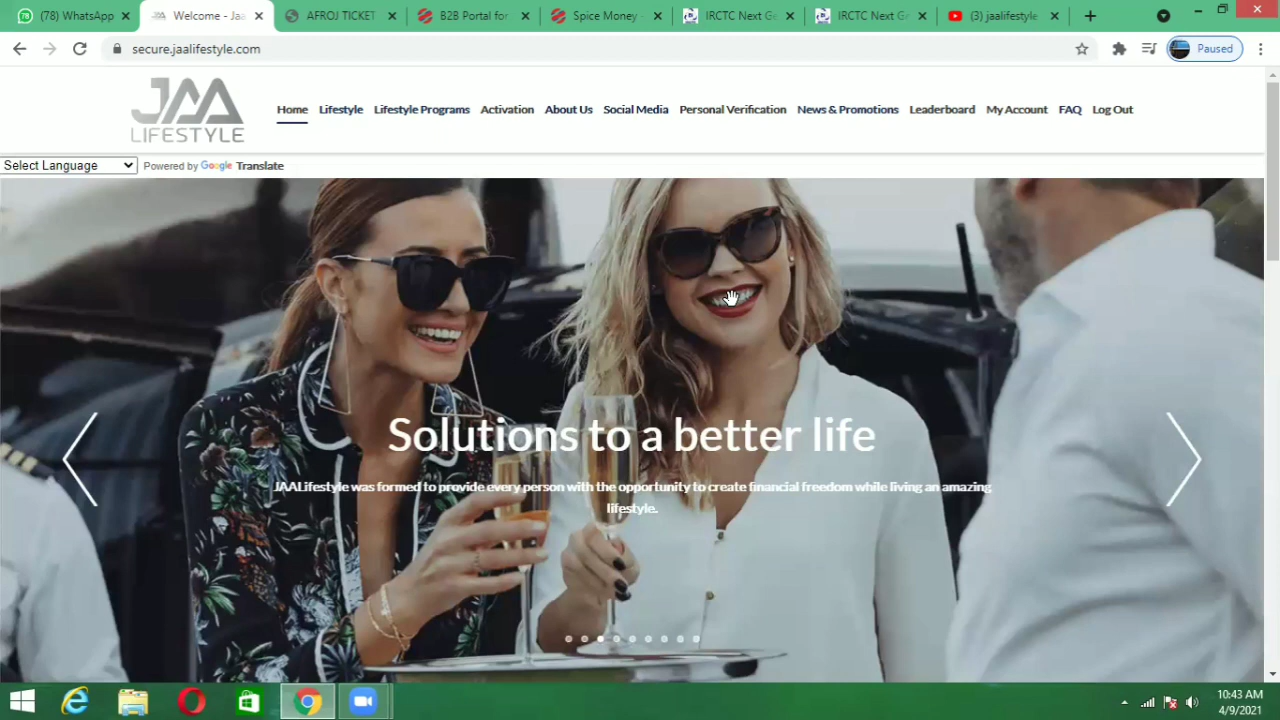 (78) WhatsApp
Welcome - Jaa
AFROJ TICKET
B2B Portal for
Spice Money -
IRCTC Next Ge
IRCTC Next Ge
(3) jaalifestyle
secure.jaalifestyle.com
Paused
JAA
LIFESTYLE
Home Lifestyle Lifestyle Programs Activation About Us Social Media Personal Verification News & Promotions Leaderboard My Account FAQ Log Out
Select Language Powered by Google Translate
Solutions to a better life
JAALifestyle was formed to provide every person with the opportunity to create financial freedom while living an amazing
lifestyle.
10:43 AM
4/9/2021